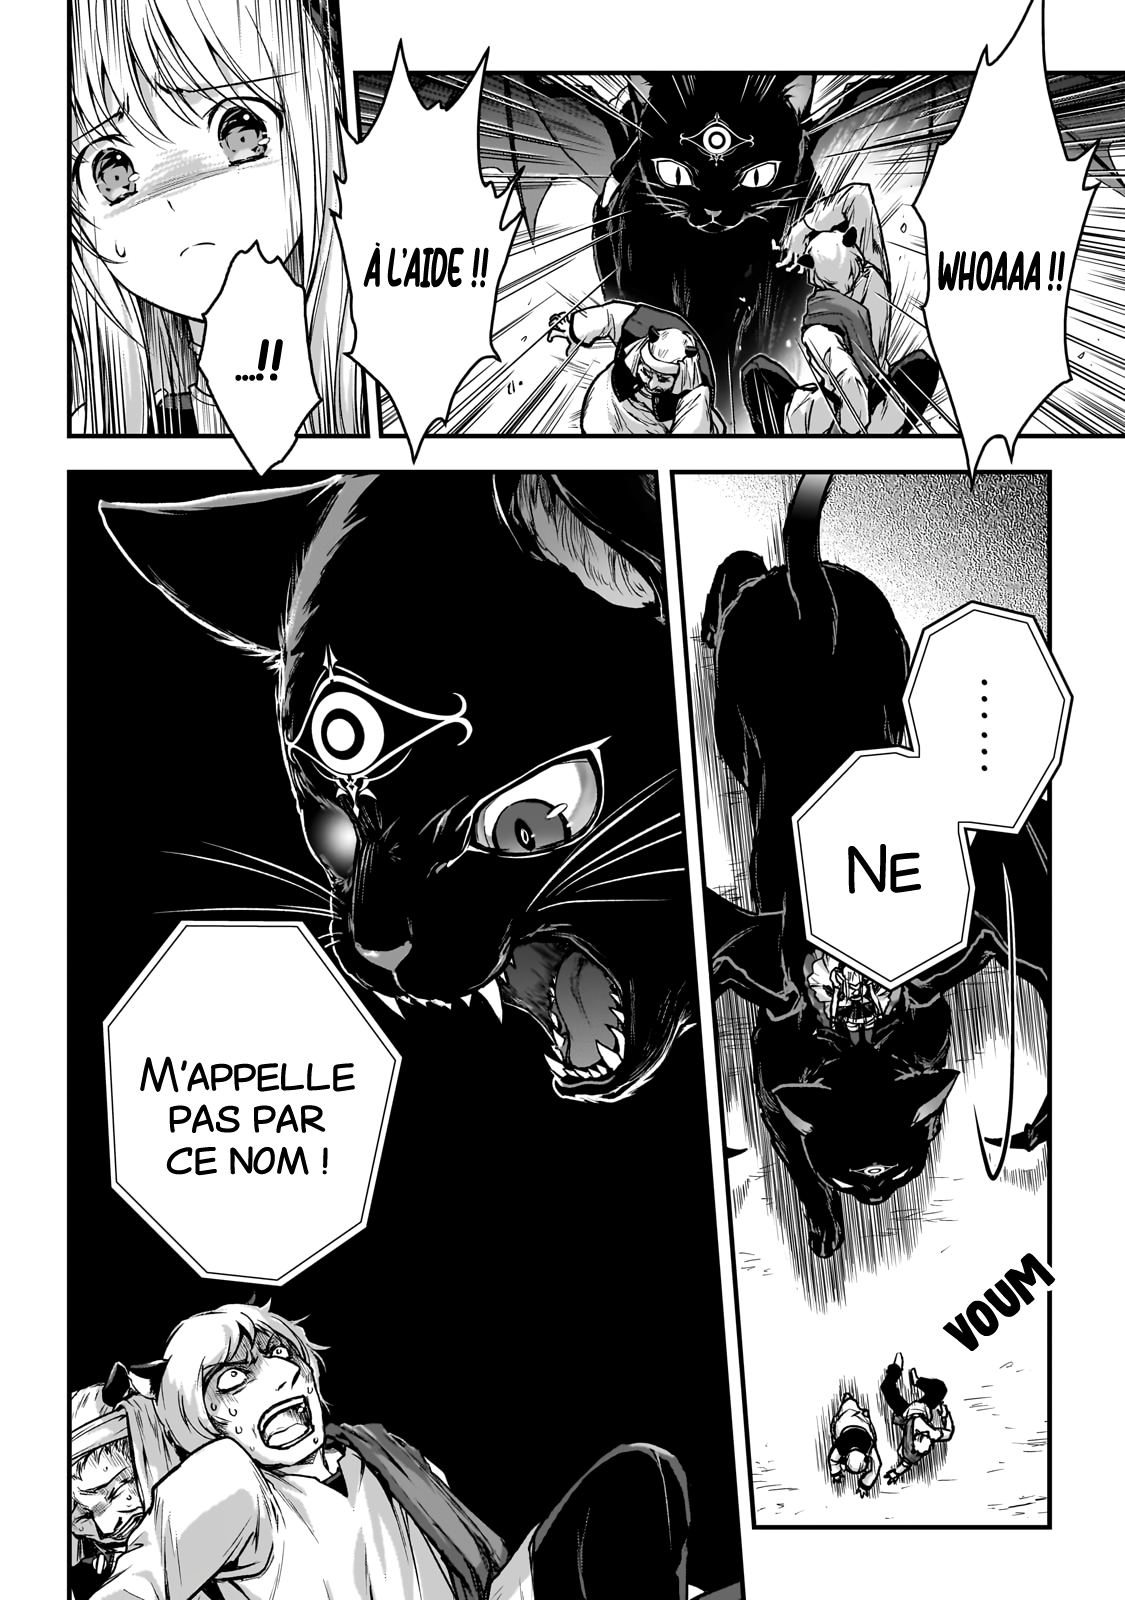 WHOAAA !!
À L'AIDE !!
....!!
......
NE
VOUM
M'APPELLE
PAS PAR
CE NOM !